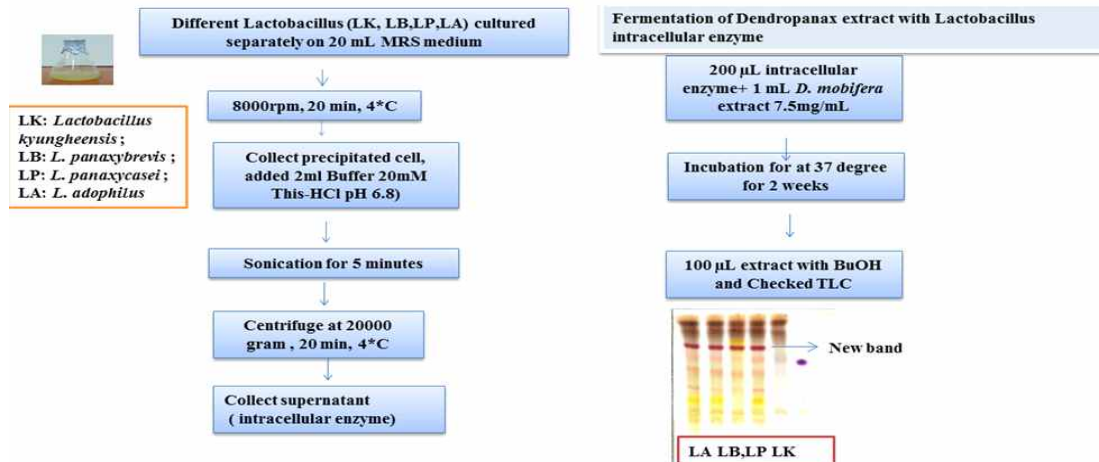 Different Lactobacillus (LK, LB,LP,LA) cultured
separately on 20 mL MRS medium
8000rpm, 20 min, 4*C
LK: Lactobacillus
kyungheensis ;
LB: L. panaxybrevis ;
LP: L. panaxycasei ;
LA: L. adophilus
Collect precipitated cell,
added 2ml Buffer 20mM
This-HCl pH 6.8)
Sonication for 5 minutes
Centrifuge at 20000
gram , 20 min, 4*C
Collect supernatant
( intracellular enzyme)
Fermentation of Dendropanax extract with Lactobacillus
intracellular enzyme
200 µL intracellular
enzyme+ 1 mL D. mobifera
extract 7.5mg/mL
Incubation for at 37 degree
for 2 weeks
100 µL extract with BuOH
and Checked TLC
New band
LA LB,LP LK